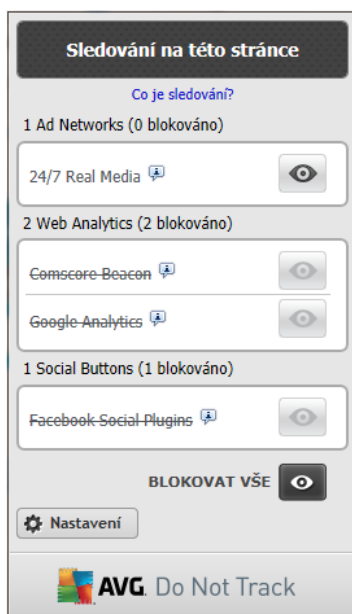 Sledování na této stránce
Co je sledování?
1 Ad Networks (0 blokováno)
24/7 Real Media
2 Web Analytics (2 blokováno)
Comscore Beacon
Google Analytics
1 Social Buttons (1 blokováno)
Facebook Social Plugins
BLOKOVAT VŠE
Nastavení
AVG. Do Not Track